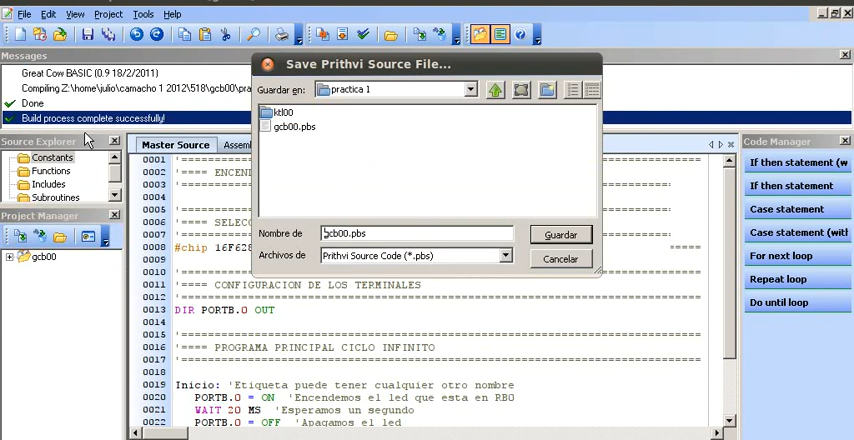 File Edit View Project Tools Help
Messages
Great Cow BASIC (0.9 18/2/2011)
Compiling Z:\home\julio\camacho 1 2012\518\gcb00\pra
Done
Build process complete successfully!
Save Prithvi Source File...
Guardar en: practica 1
ktl00
gcb00.pbs
Nombre de gcb00.pbs
Guardar
Archivos de Prithvi Source Code (*.pbs)
Cancelar
Source Explorer
Constants
Functions
Includes
Subroutines
Project Manager
gcb00
Master Source Assem
0001 '==== ====
0002 '==== ENCEN
0003 '====
0004
0005 '====
0006 '==== SELEC
0007 '====
0008 #chip 16F628
0009
0010 '====
0011 '==== CONFIGURACION DE LOS TERMINALES
0012 '====
0013 DIR PORTB.0 OUT
0014
0015 '====
0016 '==== PROGRAMA PRINCIPAL CICLO INFINITO
0017 '====
0018
0019 Inicio: 'Etiqueta puede tener cualquier otro nombre
0020 PORTB.0 = ON 'Encendemos el led que esta en RB0
0021 WAIT 20 MS 'Esperamos un segundo
0022 PORTB.0 = OFF 'Apagamos el led
Code Manager
If then statement (w
If then statement
Case statement
Case statement (with
For next loop
Repeat loop
Do until loop